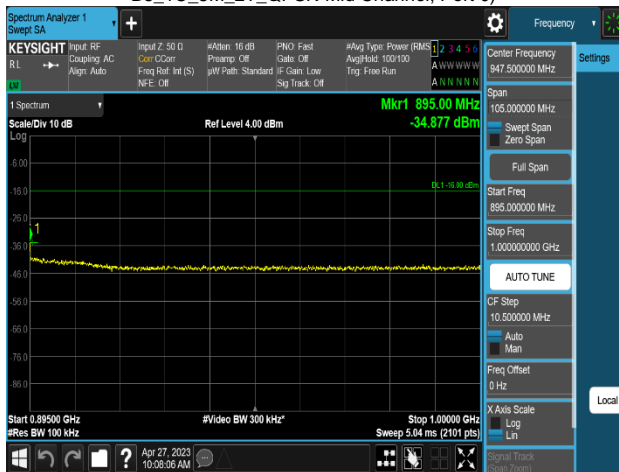 Spectrum Analyzer 1
Swept SA
+
Frequency
KEYSIGHT
RL
Input: RF
Coupling: AC
Align: Auto
Input Z: 50 Ω
Corr CCorr
Freq Ref: Int (S)
NFE: Off
#Atten: 16 dB
Preamp: Off
µW Path: Standard
PNO: Fast
Gate: Off
IF Gain: Low
Sig Track: Off
#Avg Type: Power (RMS
Avg|Hold: 100/100
Trig: Free Run
1 2 3 4 5 6
A W W W W W
A N N N N N
1 Spectrum
Scale/Div 10 dB
Log
Ref Level 4.00 dBm
Mkr1 895.00 MHz
-34.877 dBm
-6.00
-16.0
-26.0
-36.0
-46.0
-56.0
-66.0
-76.0
-86.0
DL1 -16.00 dBm
1
Start 0.89500 GHz
#Res BW 100 kHz
#Video BW 300 kHz*
Stop 1.00000 GHz
Sweep 5.04 ms (2101 pts)
Apr 27, 2023
10:08:06 AM
Center Frequency
947.500000 MHz
Settings
Span
105.000000 MHz
Swept Span
Zero Span
Full Span
Start Freq
895.000000 MHz
Stop Freq
1.000000000 GHz
AUTO TUNE
CF Step
10.500000 MHz
Auto
Man
Freq Offset
0 Hz
X Axis Scale
Log
Lin
Local
Signal Track
(Span Zoom)